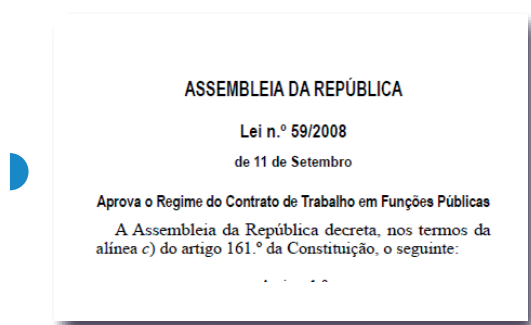 ASSEMBLEIA DA REPÚBLICA
Lei n.º 59/2008
de 11 de Setembro
Aprova o Regime do Contrato de Trabalho em Funções Públicas
A Assembleia da República decreta, nos termos da
alínea c) do artigo 161.º da Constituição, o seguinte: